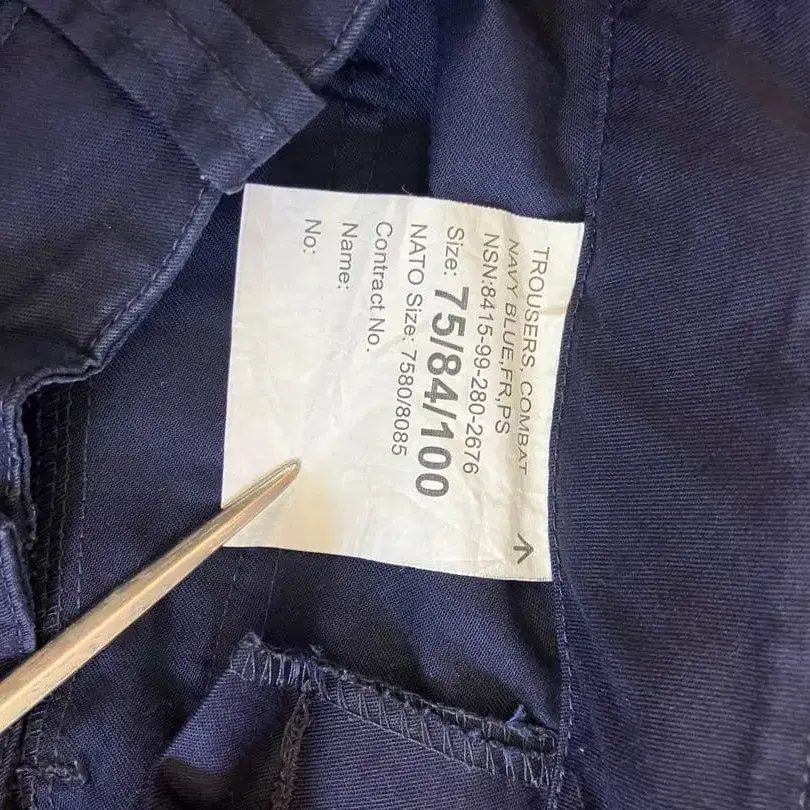 TROUSERS, COMBAT
NAVY BLUE,FR,PS
NSN:8415-99-280-2676
Size: 75/84/100
NATO Size: 7580/8085
Contract No.
Name:
No: